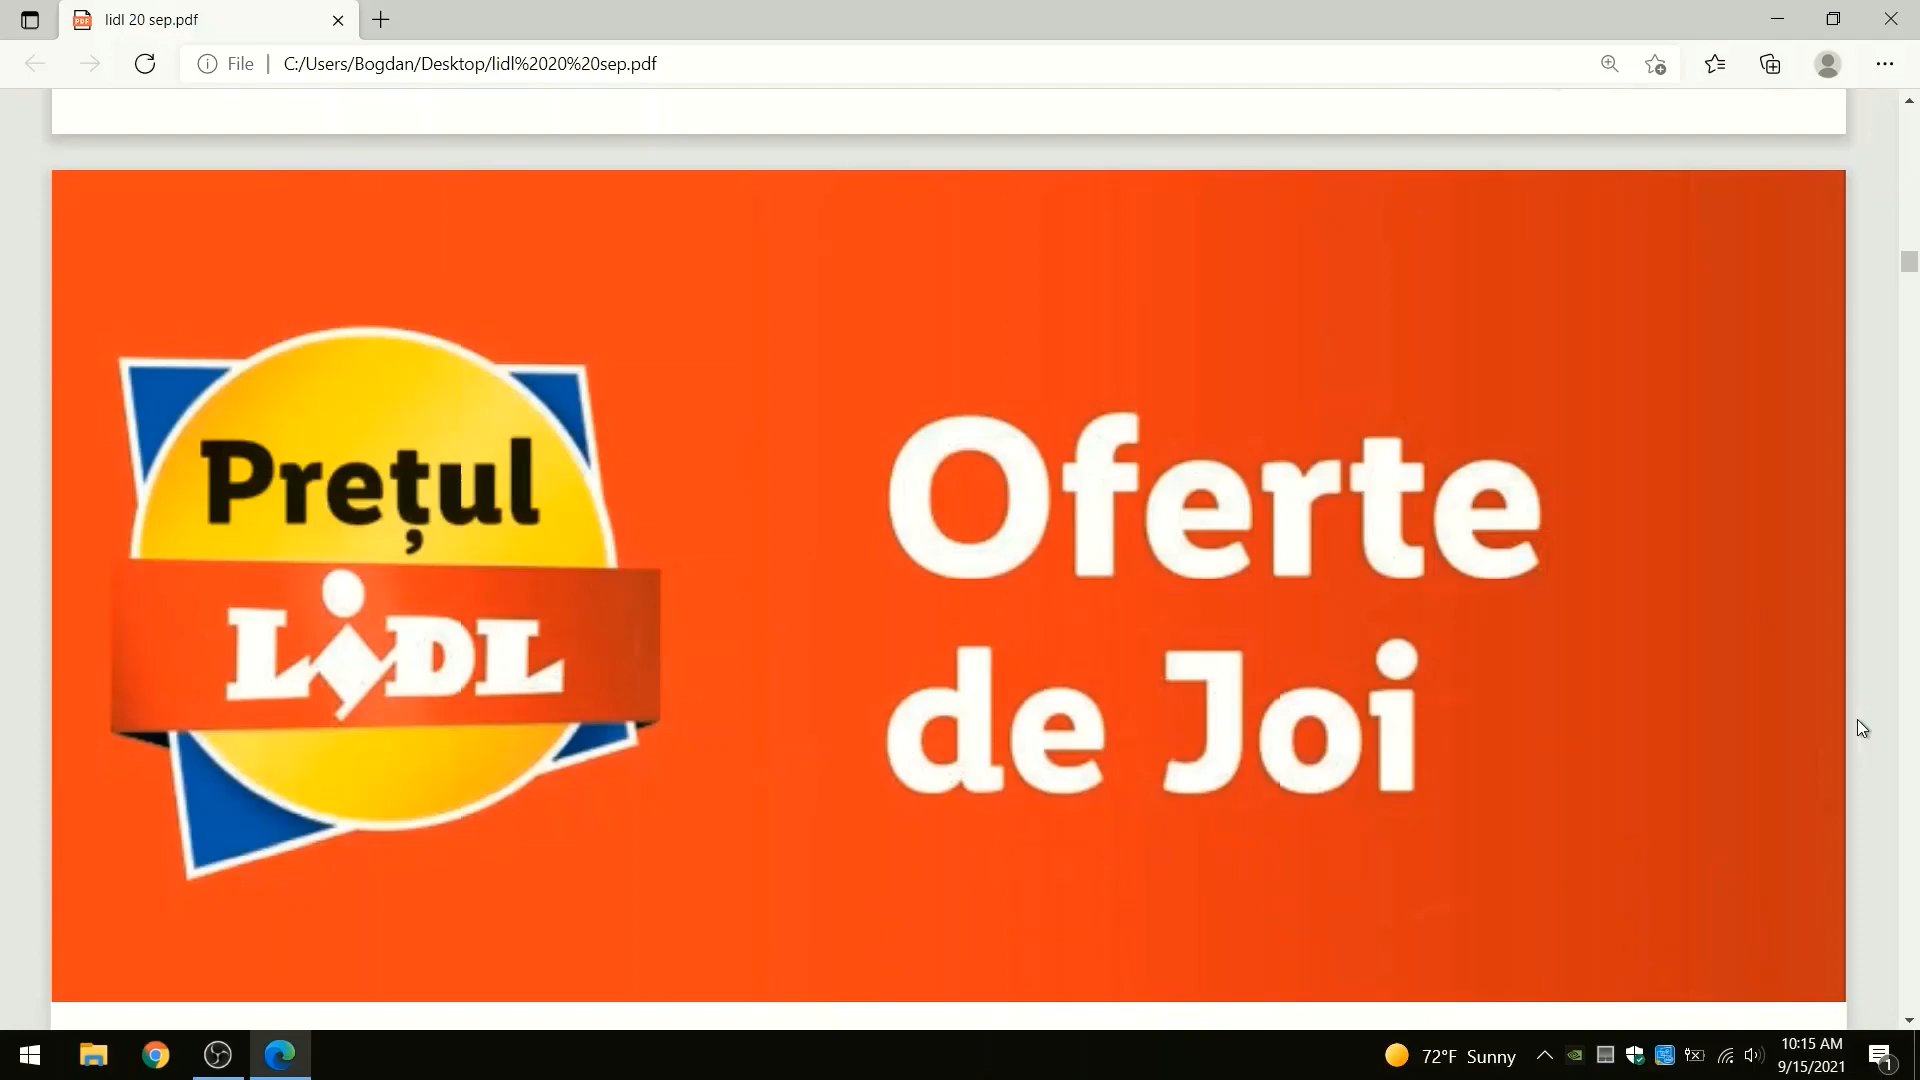 lidl 20 sep.pdf
File
C:/Users/Bogdan/Desktop/lidl%2020%20sep.pdf
Prețul
LiDL
Oferte
de Joi
72°F Sunny
10:15 AM
9/15/2021
1